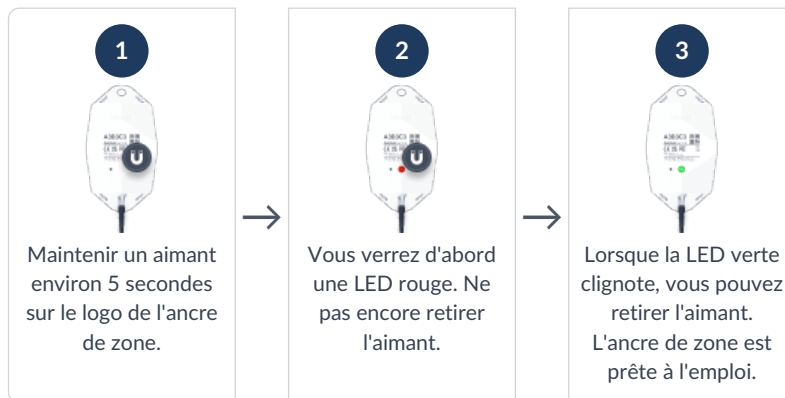 1
Maintenir un aimant
environ 5 secondes
sur le logo de l'ancre
de zone.
2
Vous verrez d'abord
une LED rouge. Ne
pas encore retirer
l'aimant.
3
Lorsque la LED verte
clignote, vous pouvez
retirer l'aimant.
L'ancre de zone est
prête à l'emploi.